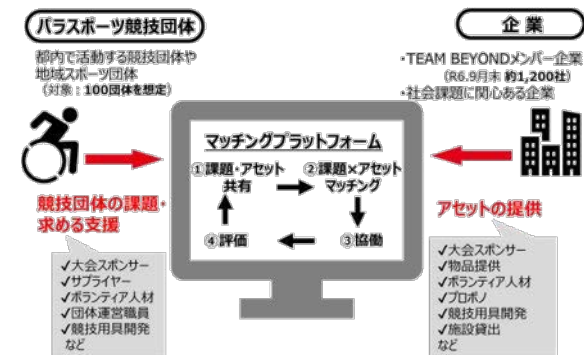 パラスポーツ競技団体
都内で活動する競技団体や
地域スポーツ団体
（対象：100団体を想定）
競技団体の課題・
求める支援
✓大会スポンサー
✓サプライヤー
✓ボランティア人材
✓団体運営職員
✓競技用具開発
など
マッチングプラットフォーム
①課題・アセット
共有
②課題×アセット
マッチング
④評価
③協働
企業
・TEAM BEYONDメンバー企業
（R6.9月末 約1,200社）
・社会課題に関心ある企業
アセットの提供
✓大会スポンサー
✓物品提供
✓ボランティア人材
✓プロボノ
✓競技用具開発
✓施設貸出
など